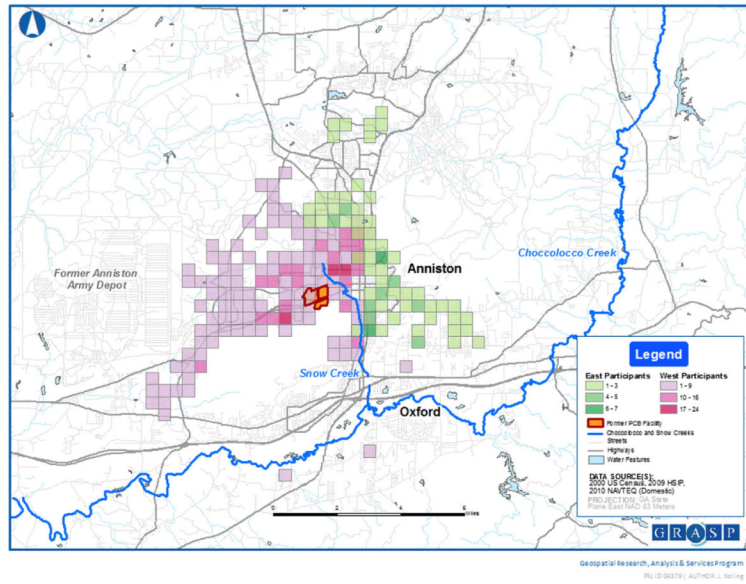 Former Anniston
Army Depot
Anniston
Choccolocco Creek
Snow Creek
Oxford
Legend
East Participants
1 - 3
4 - 5
6 - 7
West Participants
1 - 9
10 - 16
17 - 24
Former PCB Facility
Choccolocco and Snow Creeks
Streets
Highways
Water Features
DATA SOURCE(S):
2000 US Census, 2009 HSIP,
2010 NAVTEQ (Domestic)
PROJECTION: GA State
Plane East NAD 83 Meters
0
2
4
6
Miles
GRASP
Geospatial Research, Analysis & Services Program